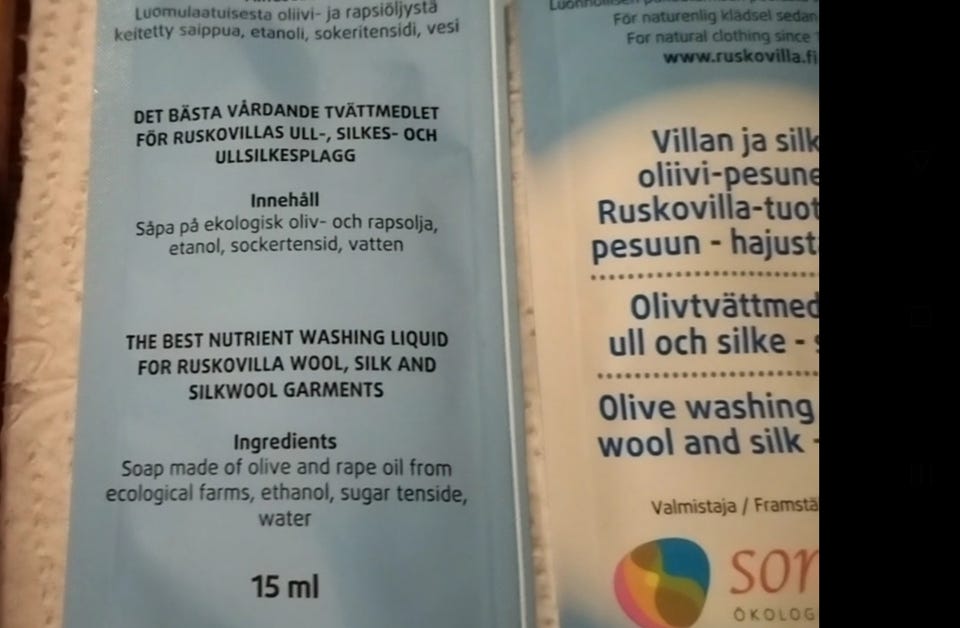 Luomulaatuisesta oliivi- ja rapsiöljystä
keitetty saippua, etanoli, sokeritensidi, vesi
DET BÄSTA VÅRDANDE TVÄTTMEDLET
FÖR RUSKOVILLAS ULL-, SILKES- OCH
ULLSILKESPLAGG
Innehåll
Såpa på ekologisk oliv- och rapsolja,
etanol, sockertensid, vatten
THE BEST NUTRIENT WASHING LIQUID
FOR RUSKOVILLA WOOL, SILK AND
SILKWOOL GARMENTS
Ingredients
Soap made of olive and rape oil from
ecological farms, ethanol, sugar tenside,
water
15 ml
För naturenlig klädsel sedan
For natural clothing since
www.ruskovilla.fi
Villan ja silk
oliivi-pesune
Ruskovilla-tuot
pesuun - hajust
Olivtvättmed
ull och silke - s
Olive washing
wool and silk -
Valmistaja / Framstä
son
ÖKOLOG